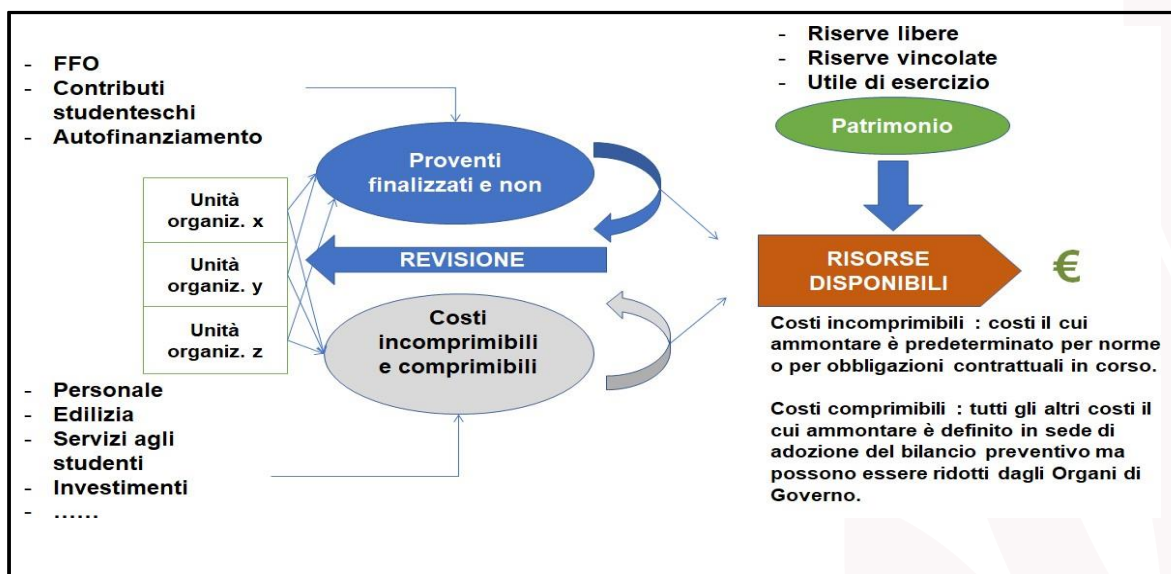 - FFO
- Contributi
studenteschi
- Autofinanziamento
- Riserve libere
- Riserve vincolate
- Utile di esercizio
Patrimonio
Proventi
finalizzati e non
Unità
organiz. x
Unità
organiz. y
Unità
organiz. z
REVISIONE
RISORSE
DISPONIBILI
€
Costi
incomprimibili
e comprimibili
- Personale
- Edilizia
- Servizi agli
studenti
- Investimenti
- ......
Costi incomprimibili : costi il cui
ammontare è predeterminato per norme
o per obbligazioni contrattuali in corso.
Costi comprimibili : tutti gli altri costi il
cui ammontare è definito in sede di
adozione del bilancio preventivo ma
possono essere ridotti dagli Organi di
Governo.